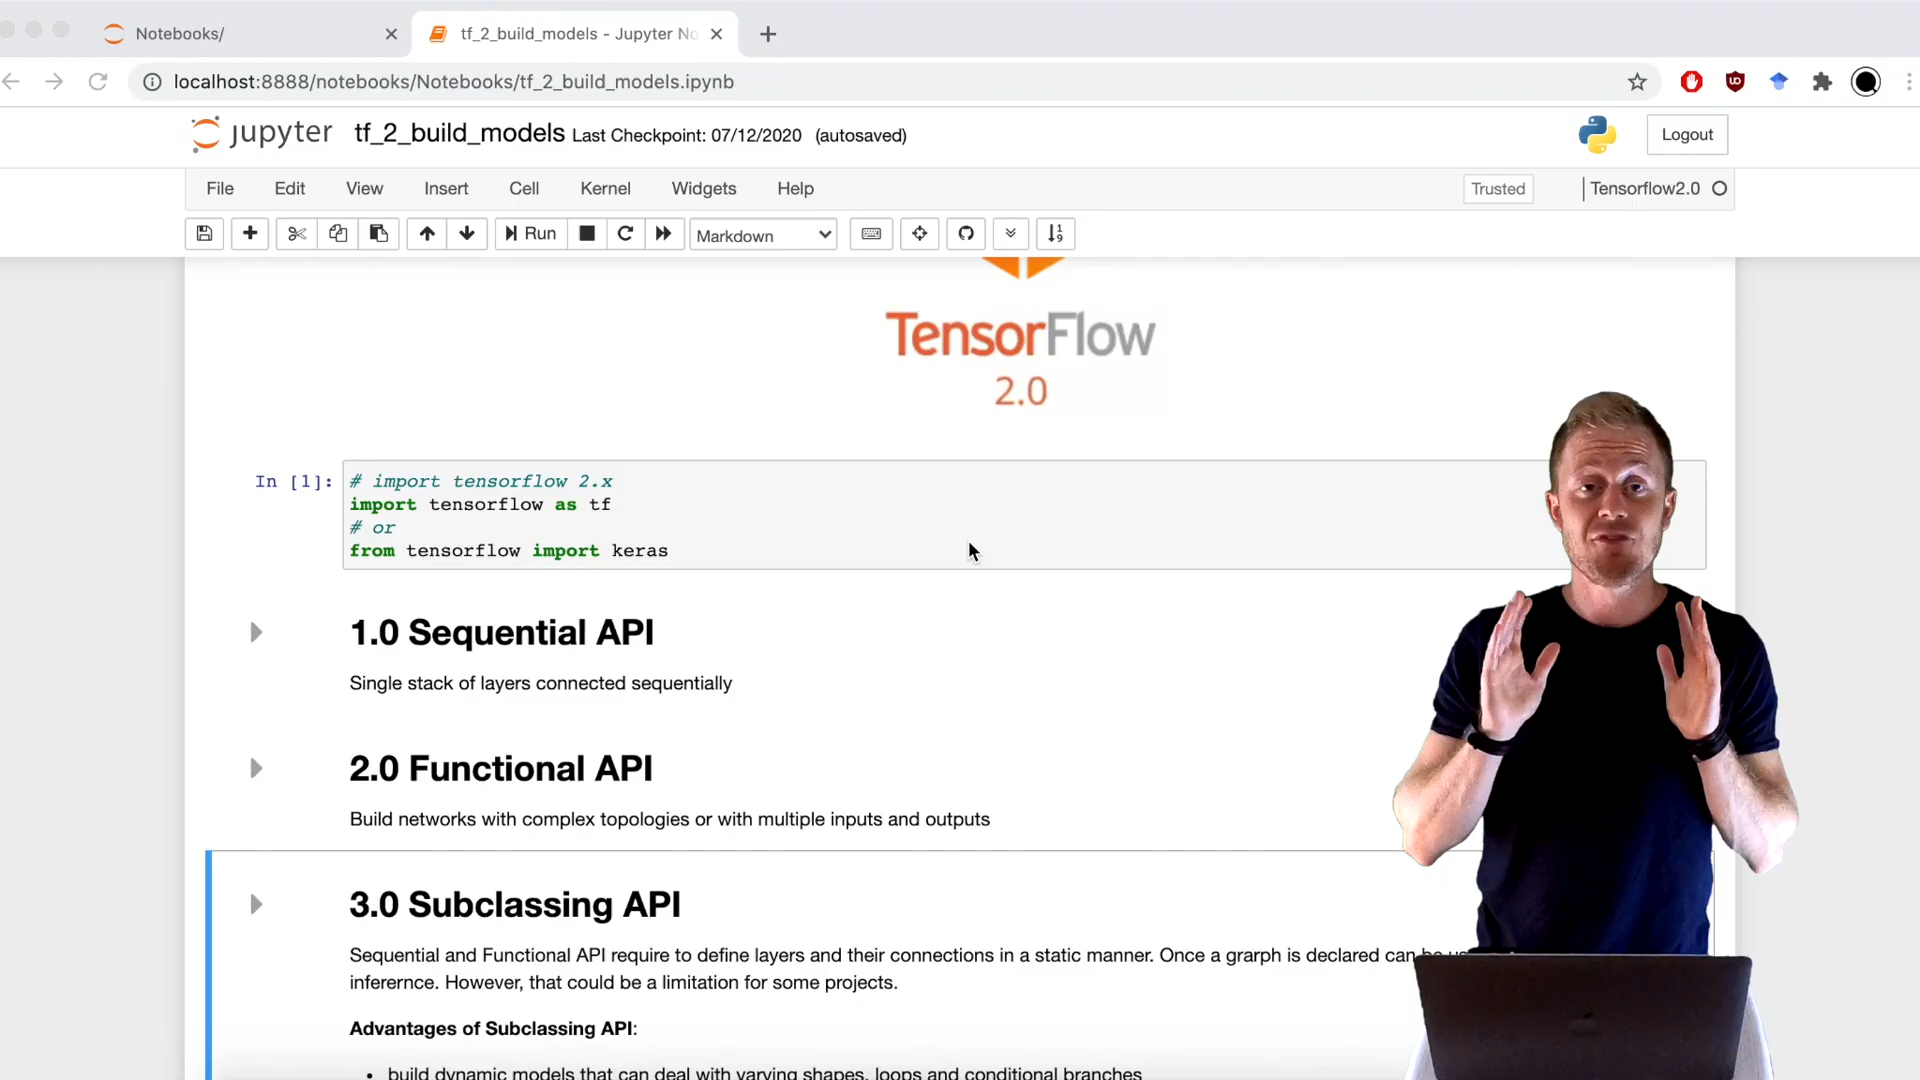 Notebooks/
tf_2_build_models - Jupyter No
localhost:8888/notebooks/Notebooks/tf_2_build_models.ipynb
jupyter tf_2_build_models Last Checkpoint: 07/12/2020 (autosaved)
Logout
File Edit View Insert Cell Kernel Widgets Help
Trusted Tensorflow2.0
Run Markdown
TensorFlow
2.0
In [1]: # import tensorflow 2.x
import tensorflow as tf
# or
from tensorflow import keras
1.0 Sequential API
Single stack of layers connected sequentially
2.0 Functional API
Build networks with complex topologies or with multiple inputs and outputs
3.0 Subclassing API
Sequential and Functional API require to define layers and their connections in a static manner. Once a grarph is declared can
inferernce. However, that could be a limitation for some projects.
Advantages of Subclassing API:
• build dynamic models that can deal with varying shapes, loops and conditional branches